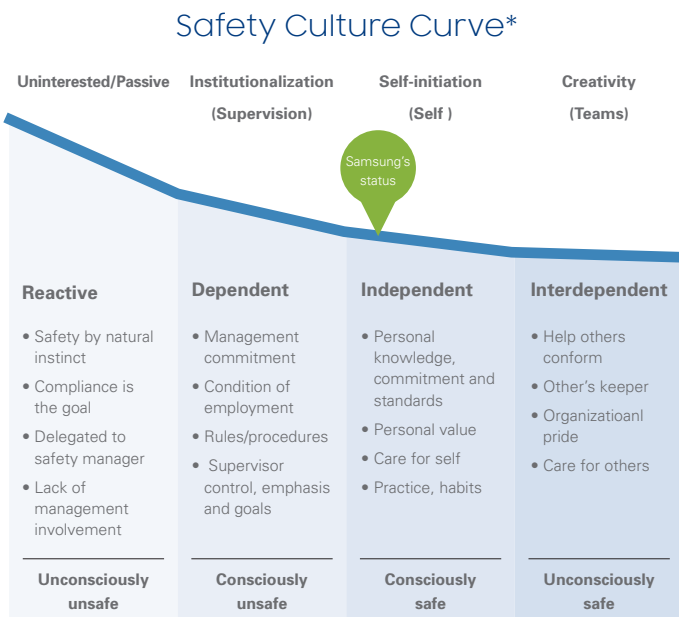 Safety Culture Curve*
Uninterested/Passive
Institutionalization
(Supervision)
Self-initiation
(Self )
Creativity
(Teams)
Samsung's
status
Reactive
• Safety by natural
instinct
• Compliance is
the goal
• Delegated to
safety manager
• Lack of
management
involvement
Unconsciously
unsafe
Dependent
• Management
commitment
• Condition of
employment
• Rules/procedures
• Supervisor
control, emphasis
and goals
Consciously
unsafe
Independent
• Personal
knowledge,
commitment and
standards
• Personal value
• Care for self
• Practice, habits
Consciously
safe
Interdependent
• Help others
conform
• Other's keeper
• Organizatioanl
pride
• Care for others
Unconsciously
safe